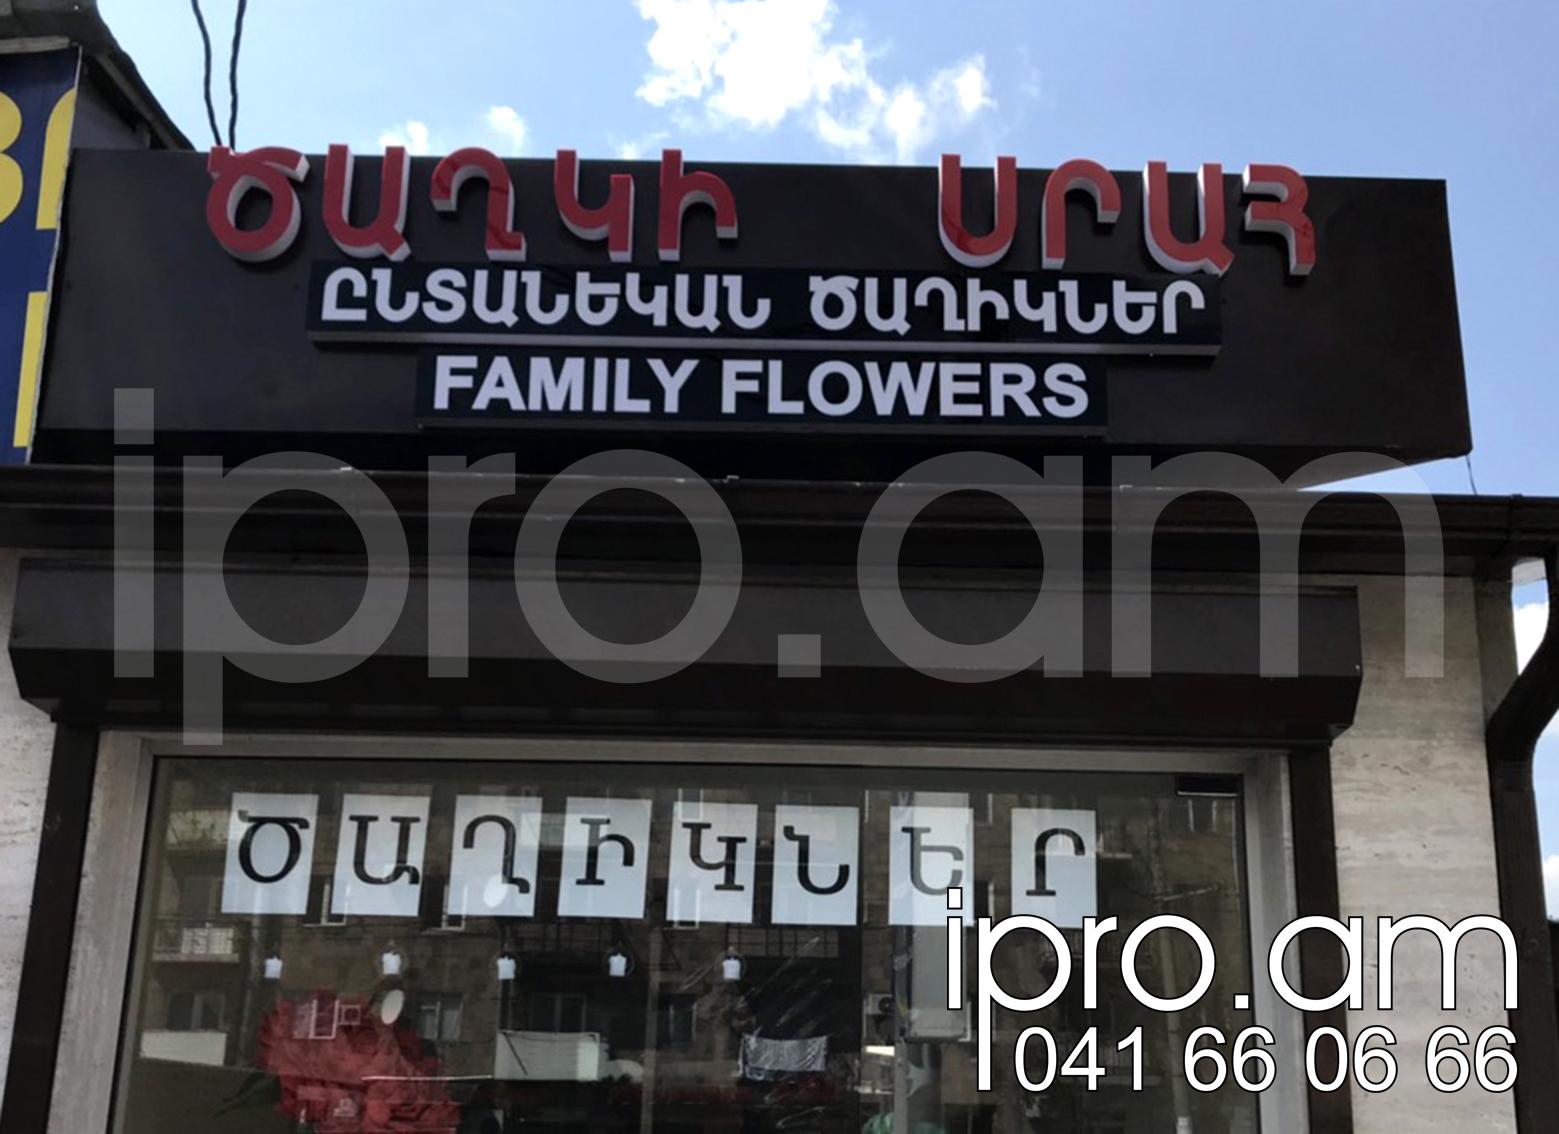 ԾԱՂԿԻ ՍՐԱՀ
ԸՆՏԱՆԵԿԱՆ ԾԱՂԻԿՆԵՐ
FAMILY FLOWERS
ipro.am
ԾԱՂԻԿՆԵՐ
ipro.am
041 66 06 66